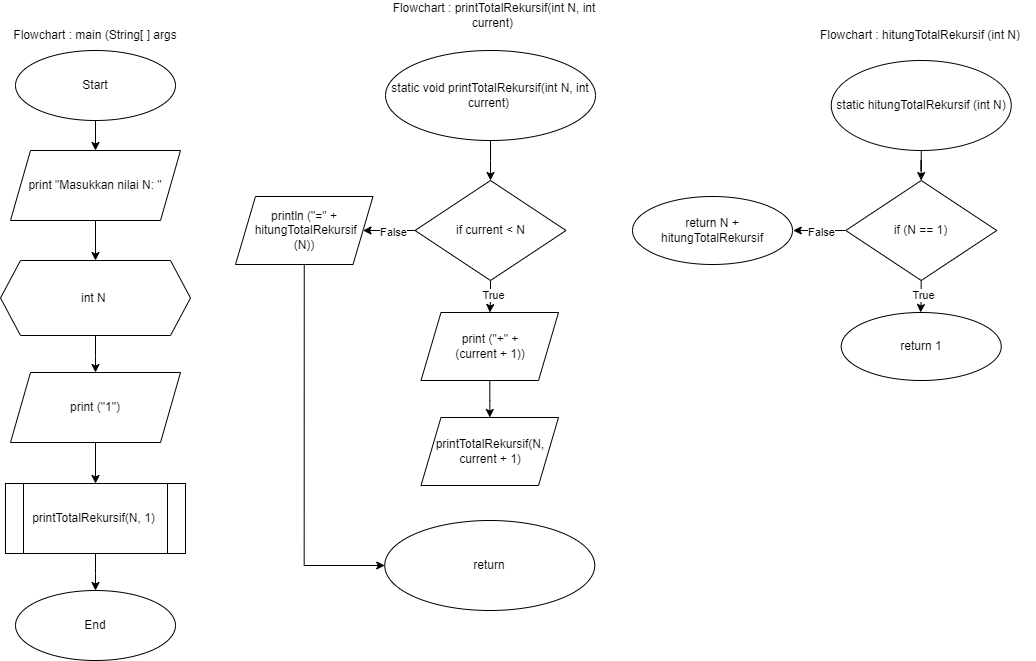 Flowchart : main (String[ ] args
Start
print "Masukkan nilai N: "
int N
print ("1")
printTotalRekursif(N, 1)
End
Flowchart : printTotalRekursif(int N, int
current)
static void printTotalRekursif(int N, int
current)
if current < N
False
println ("=" +
hitungTotalRekursif
(N))
True
print ("+" +
(current + 1))
printTotalRekursif(N,
current + 1)
return
Flowchart : hitungTotalRekursif (int N)
static hitungTotalRekursif (int N)
if (N == 1)
False
return N +
hitungTotalRekursif
True
return 1